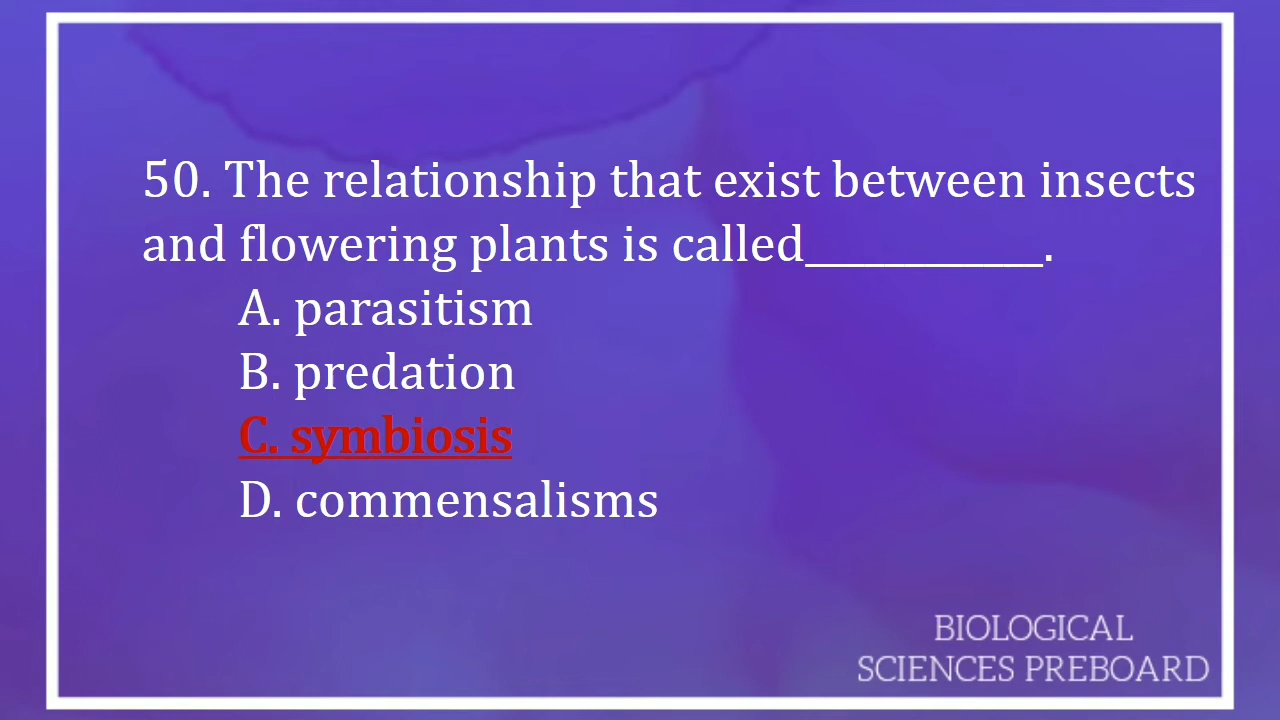 50. The relationship that exist between insects
and flowering plants is called___________.
A. parasitism
B. predation
C. symbiosis
D. commensalisms
BIOLOGICAL
SCIENCES PREBOARD